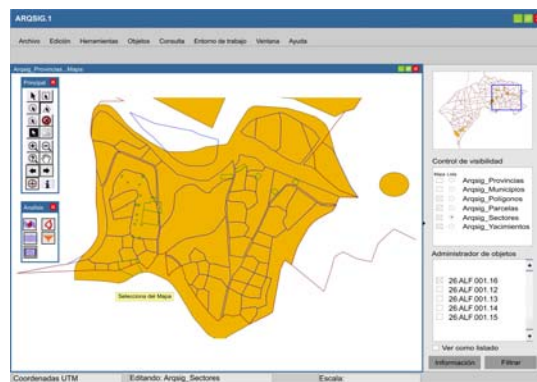 ARQSIG.1
Archivo Edición Herramientas Objetos Consulta Entorno de trabajo Ventana Ayuda
Arqsig_Provincias...Mapa
Principal
Analisis
Selecciona del Mapa
Control de visibilidad
Mapa Lista
Arqsig_Provincias
Arqsig_Municipios
Arqsig_Polígonos
Arqsig_Parcelas
Arqsig_Sectores
Arqsig_Yacimientos
Administrador de objetos
26.ALF.001.16
26.ALF.001.12
26.ALF.001.13
26.ALF.001.14
26.ALF.001.15
Ver como listado
Información Filtrar
Coordenadas UTM Editando: Arqsig_Sectores Escala: